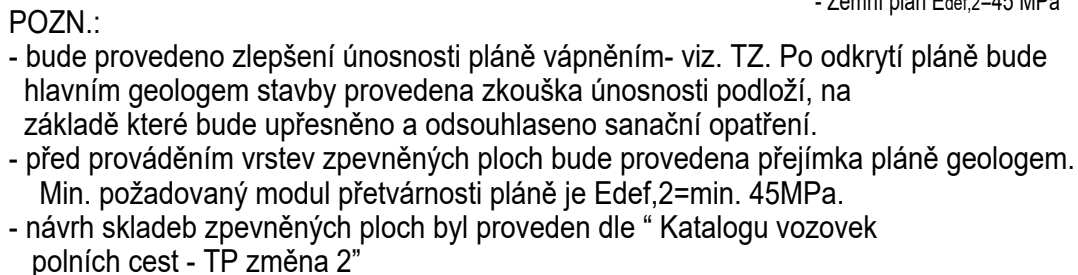 - Zemní pláň Edef,2=45 MPa
POZN.:
- bude provedeno zlepšení únosnosti pláně vápněním- viz. TZ. Po odkrytí pláně bude
hlavním geologem stavby provedena zkouška únosnosti podloží, na
základě které bude upřesněno a odsouhlaseno sanační opatření.
- před prováděním vrstev zpevněných ploch bude provedena přejímka pláně geologem.
Min. požadovaný modul přetvárnosti pláně je Edef,2=min. 45MPa.
- návrh skladeb zpevněných ploch byl proveden dle “ Katalogu vozovek
polních cest - TP změna 2”